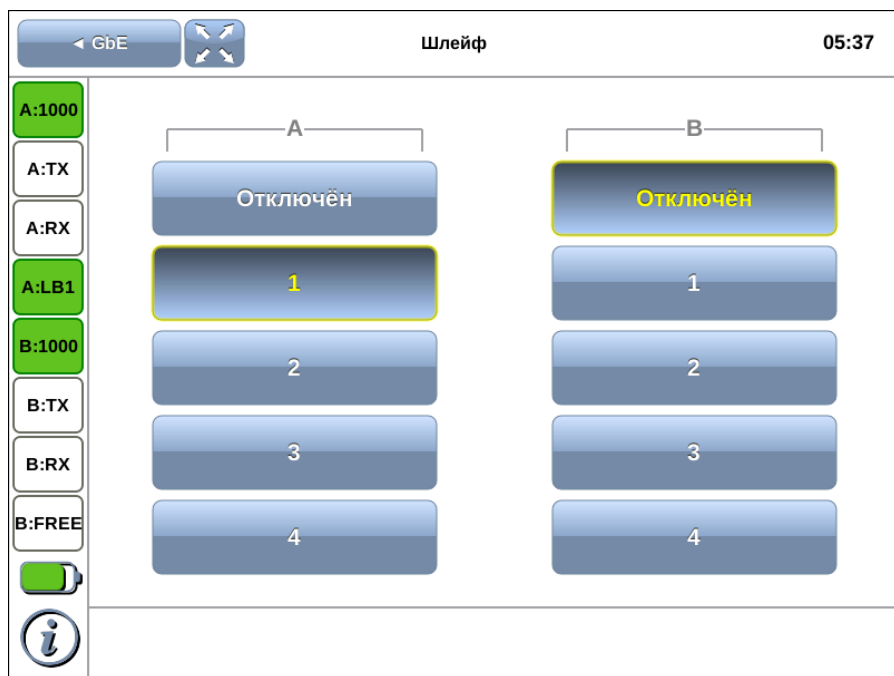 ◄ GbE
Шлейф
05:37
A:1000
A:TX
A:RX
A:LB1
B:1000
B:TX
B:RX
B:FREE
i
A
Отключён
1
2
3
4
B
Отключён
1
2
3
4